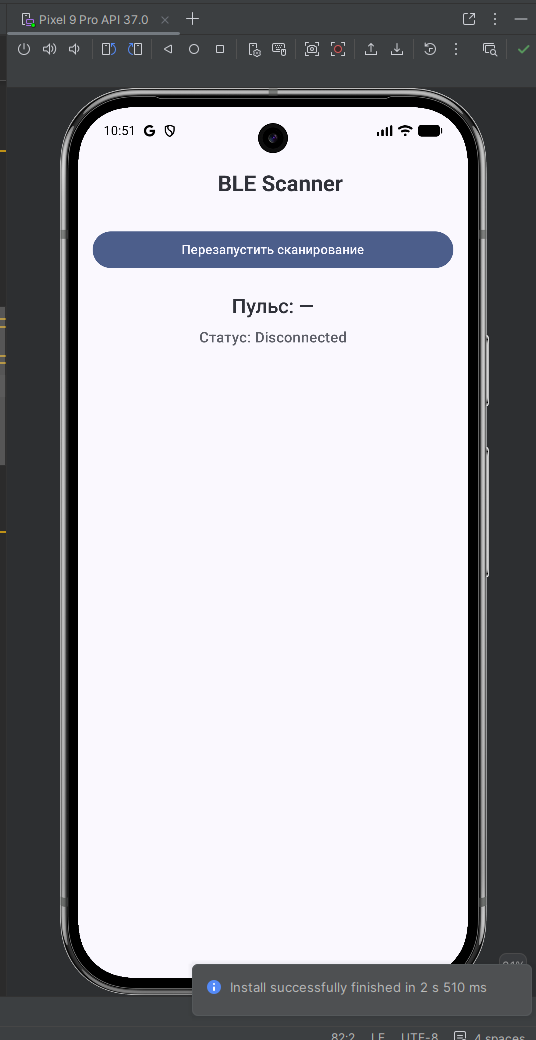 Pixel 9 Pro API 37.0
10:51
BLE Scanner
Перезапустить сканирование
Пульс: —
Статус: Disconnected
Install successfully finished in 2 s 510 ms
82:2 LF UTF-8 4 spaces